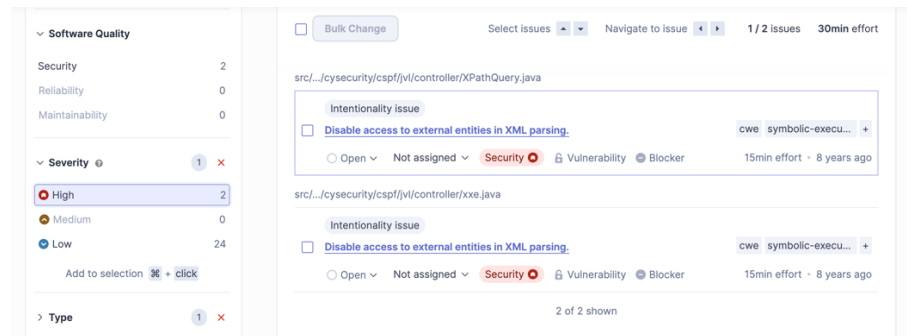 Software Quality
Security 2
Reliability 0
Maintainability 0
Severity 1
High 2
Medium 0
Low 24
Add to selection ⌘ + click
Type 1
Bulk Change Select issues Navigate to issue 1 / 2 issues 30min effort
src/.../cysecurity/cspf/jvl/controller/XPathQuery.java
Intentionality issue
Disable access to external entities in XML parsing. cwe symbolic-execu... +
Open Not assigned Security Vulnerability Blocker 15min effort • 8 years ago
src/.../cysecurity/cspf/jvl/controller/xxe.java
Intentionality issue
Disable access to external entities in XML parsing. cwe symbolic-execu... +
Open Not assigned Security Vulnerability Blocker 15min effort • 8 years ago
2 of 2 shown